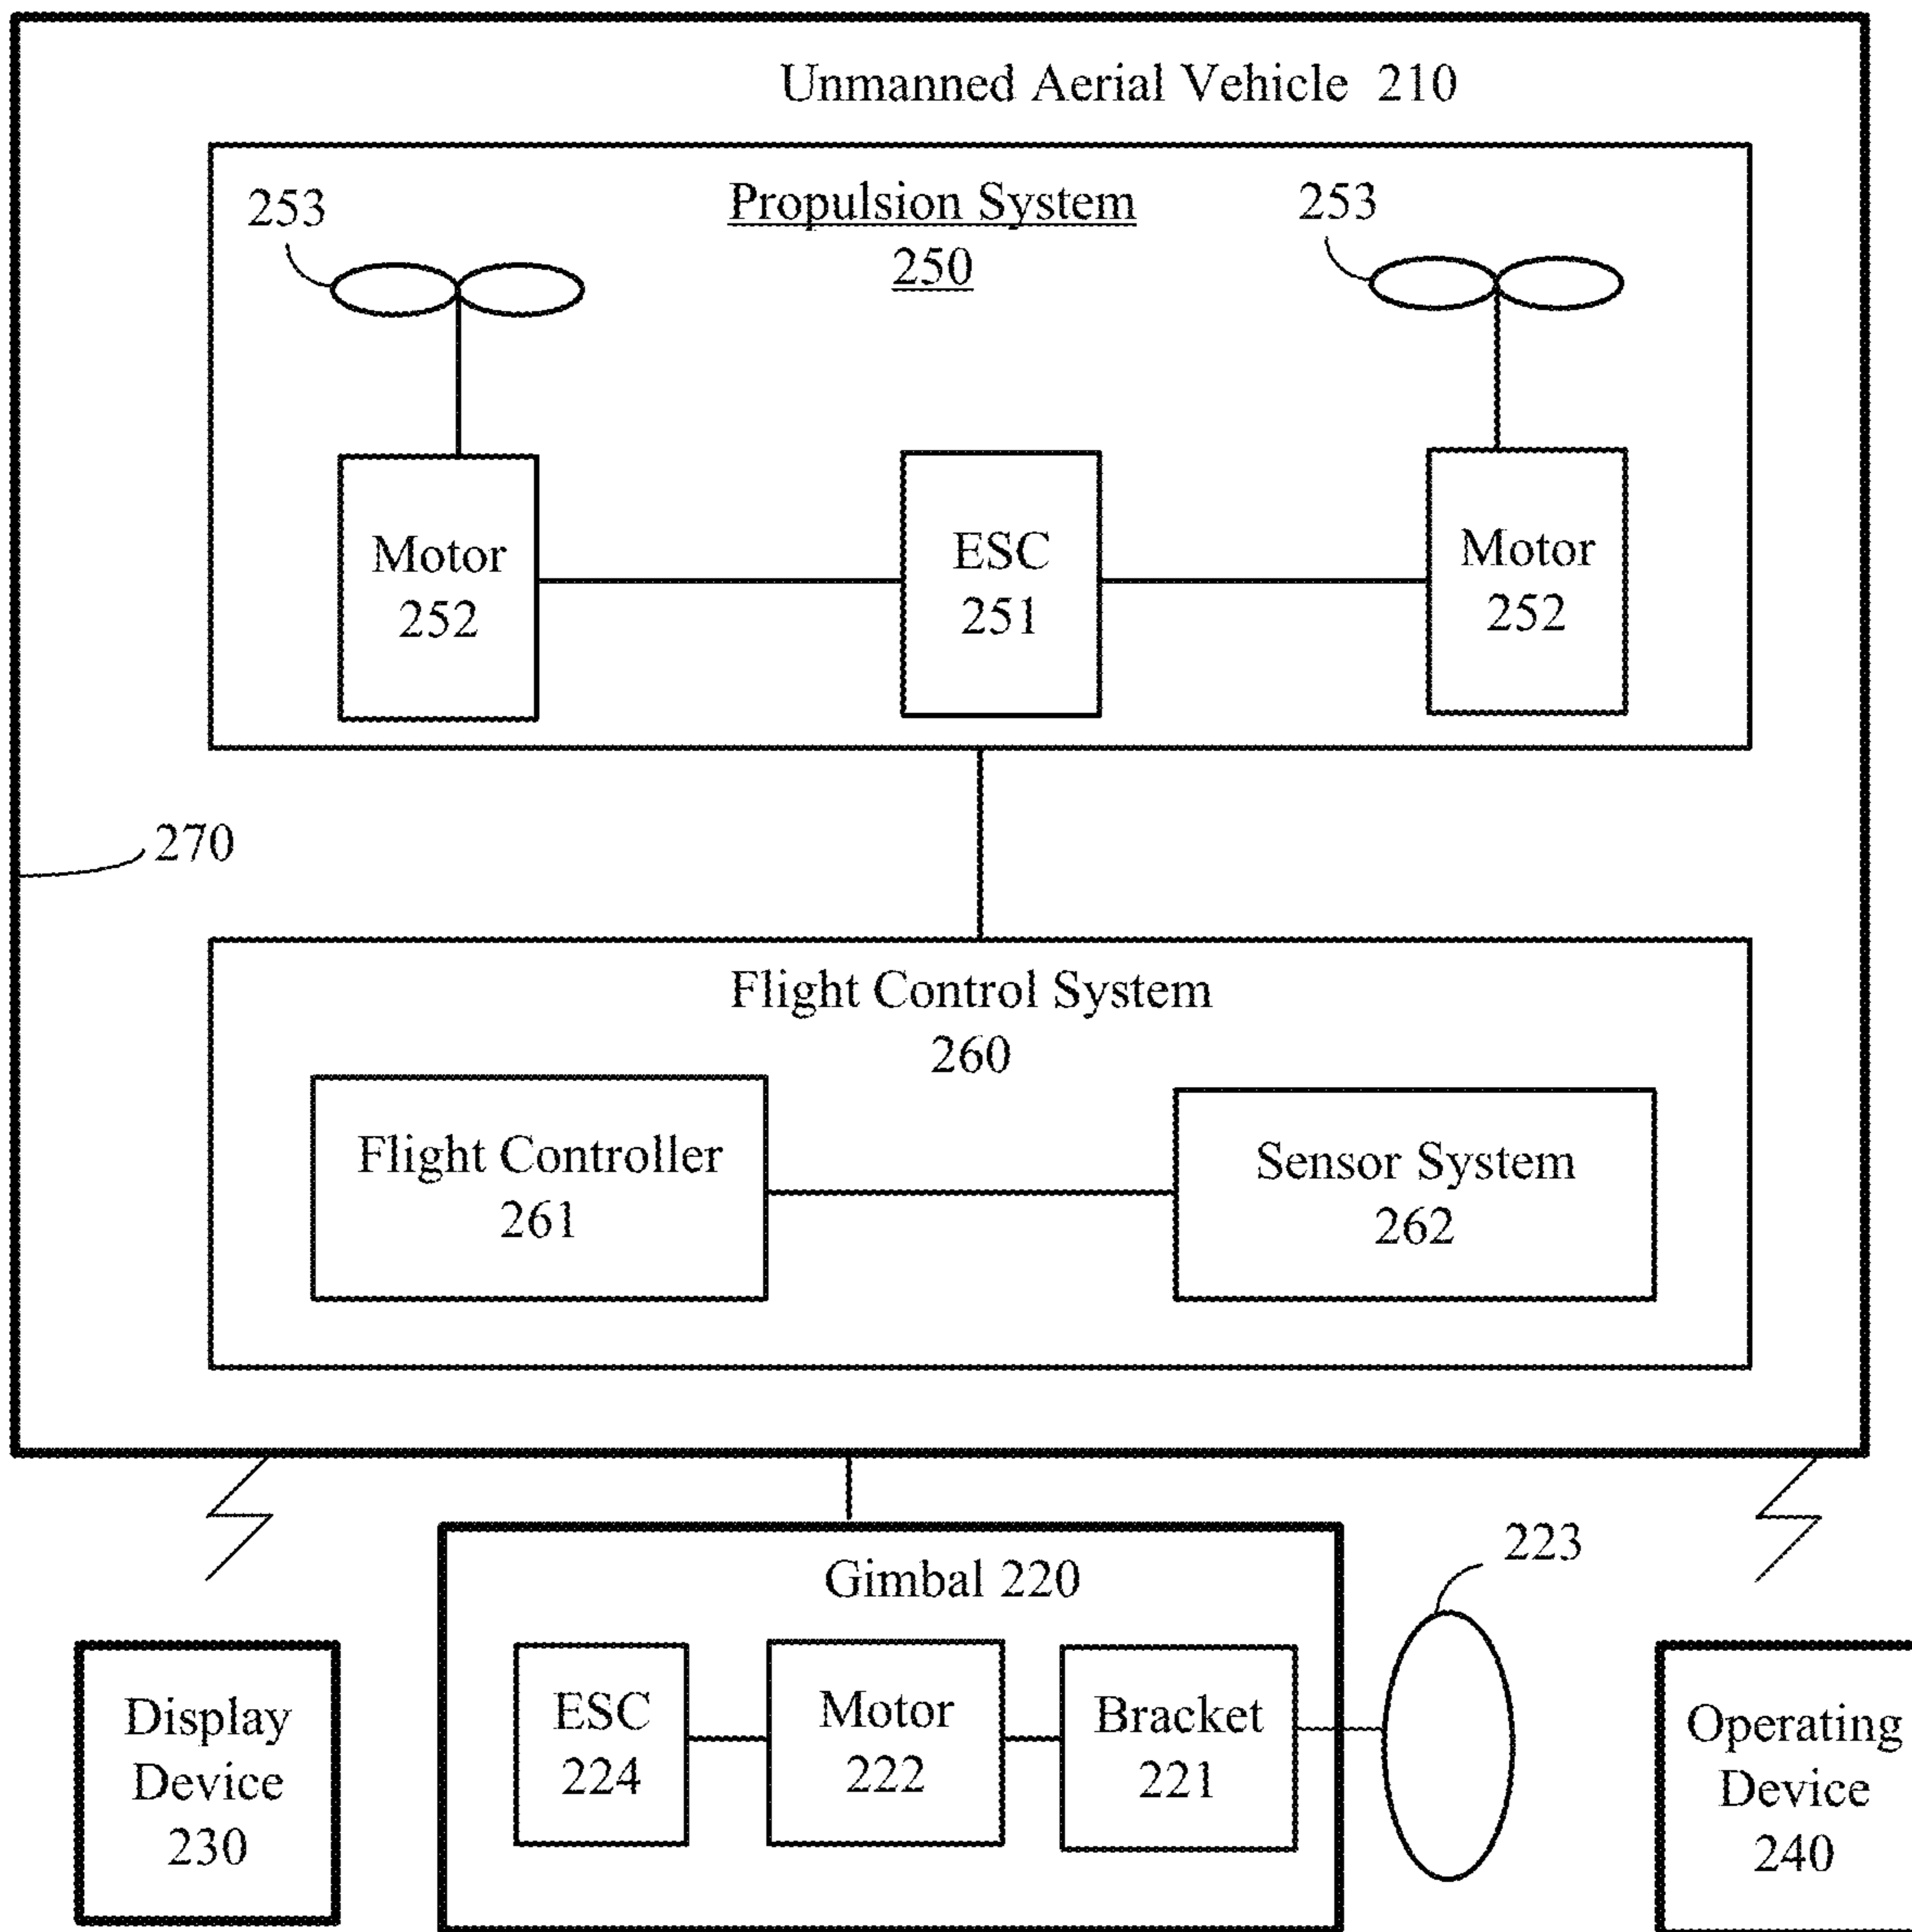 Unmanned Aerial Vehicle 210
Propulsion System
250
253
253
Motor
252
ESC
251
Motor
252
270
Flight Control System
260
Flight Controller
261
Sensor System
262
Gimbal 220
223
Display
Device
230
ESC
224
Motor
222
Bracket
221
Operating
Device
240